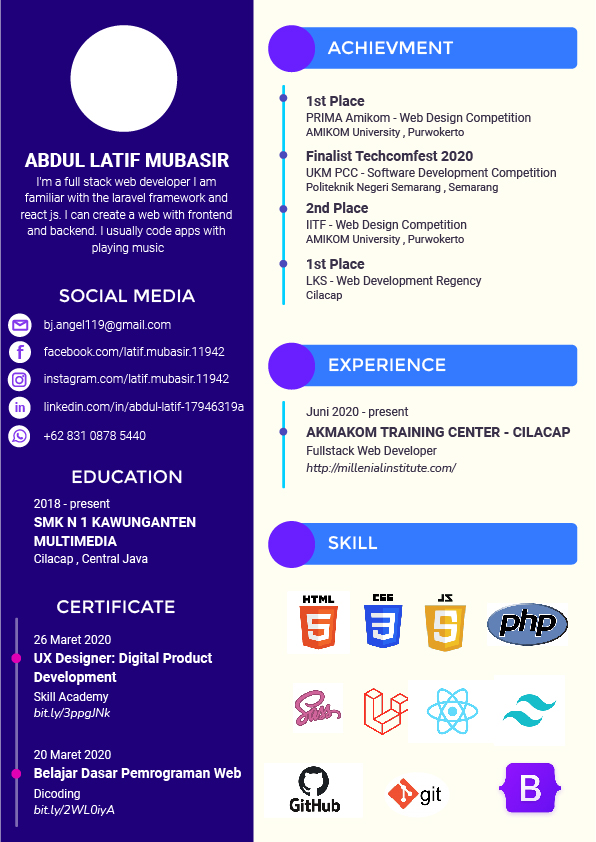 ABDUL LATIF MUBASIR
I'm a full stack web developer I am
familiar with the laravel framework and
react js. I can create a web with frontend
and backend. I usually code apps with
playing music
SOCIAL MEDIA
bj.angel119@gmail.com
facebook.com/latif.mubasir.11942
instagram.com/latif.mubasir.11942
linkedin.com/in/abdul-latif-17946319a
+62 831 0878 5440
EDUCATION
2018 - present
SMK N 1 KAWUNGANTEN
MULTIMEDIA
Cilacap , Central Java
CERTIFICATE
26 Maret 2020
UX Designer: Digital Product
Development
Skill Academy
bit.ly/3ppgJNk
20 Maret 2020
Belajar Dasar Pemrograman Web
Dicoding
bit.ly/2WL0iyA
ACHIEVMENT
1st Place
PRIMA Amikom - Web Design Competition
AMIKOM University , Purwokerto
Finalist Techcomfest 2020
UKM PCC - Software Development Competition
Politeknik Negeri Semarang , Semarang
2nd Place
IITF - Web Design Competition
AMIKOM University , Purwokerto
1st Place
LKS - Web Development Regency
Cilacap
EXPERIENCE
Juni 2020 - present
AKMAKOM TRAINING CENTER - CILACAP
Fullstack Web Developer
http://millenialinstitute.com/
SKILL
HTML CSS JS
5 3 5 php
Sass
GitHub git B